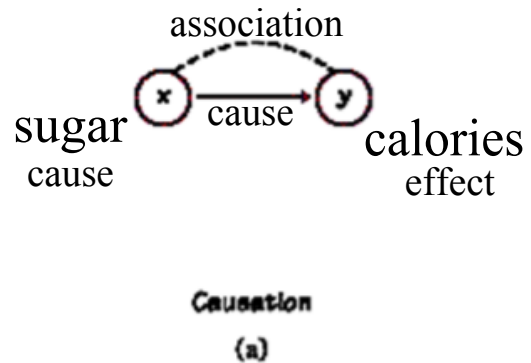 association
x
y
cause
sugar
cause
calories
effect
Causation
(a)